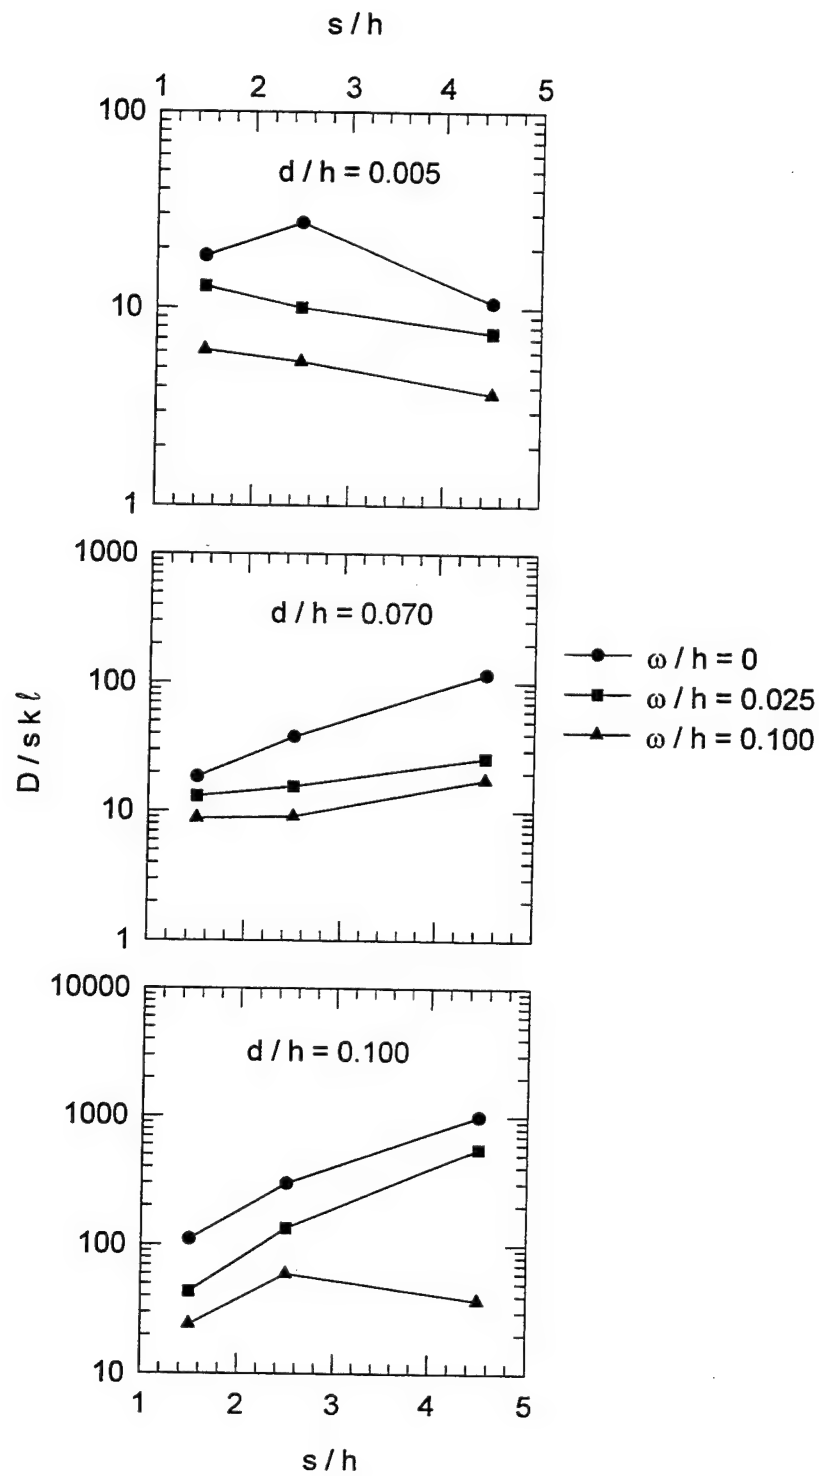 s / h
1 2 3 4 5
100
d / h = 0.005
10
1
1000
d / h = 0.070
100
10
1
D / s k ℓ
ω / h = 0
ω / h = 0.025
ω / h = 0.100
10000
d / h = 0.100
1000
100
10
1 2 3 4 5
s / h